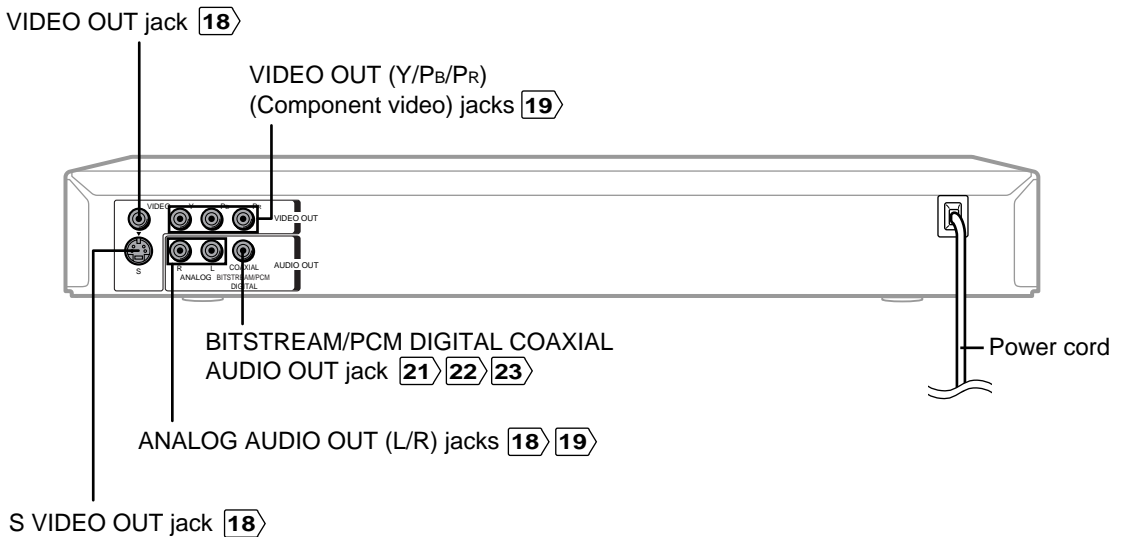 VIDEO OUT jack 18
VIDEO OUT (Y/PB/PR)
(Component video) jacks 19
VIDEO Y PB PR
VIDEO OUT
S
R L COAXIAL
AUDIO OUT
ANALOG BITSTREAM/PCM
DIGITAL
BITSTREAM/PCM DIGITAL COAXIAL
AUDIO OUT jack 21 22 23
Power cord
ANALOG AUDIO OUT (L/R) jacks 18 19
S VIDEO OUT jack 18